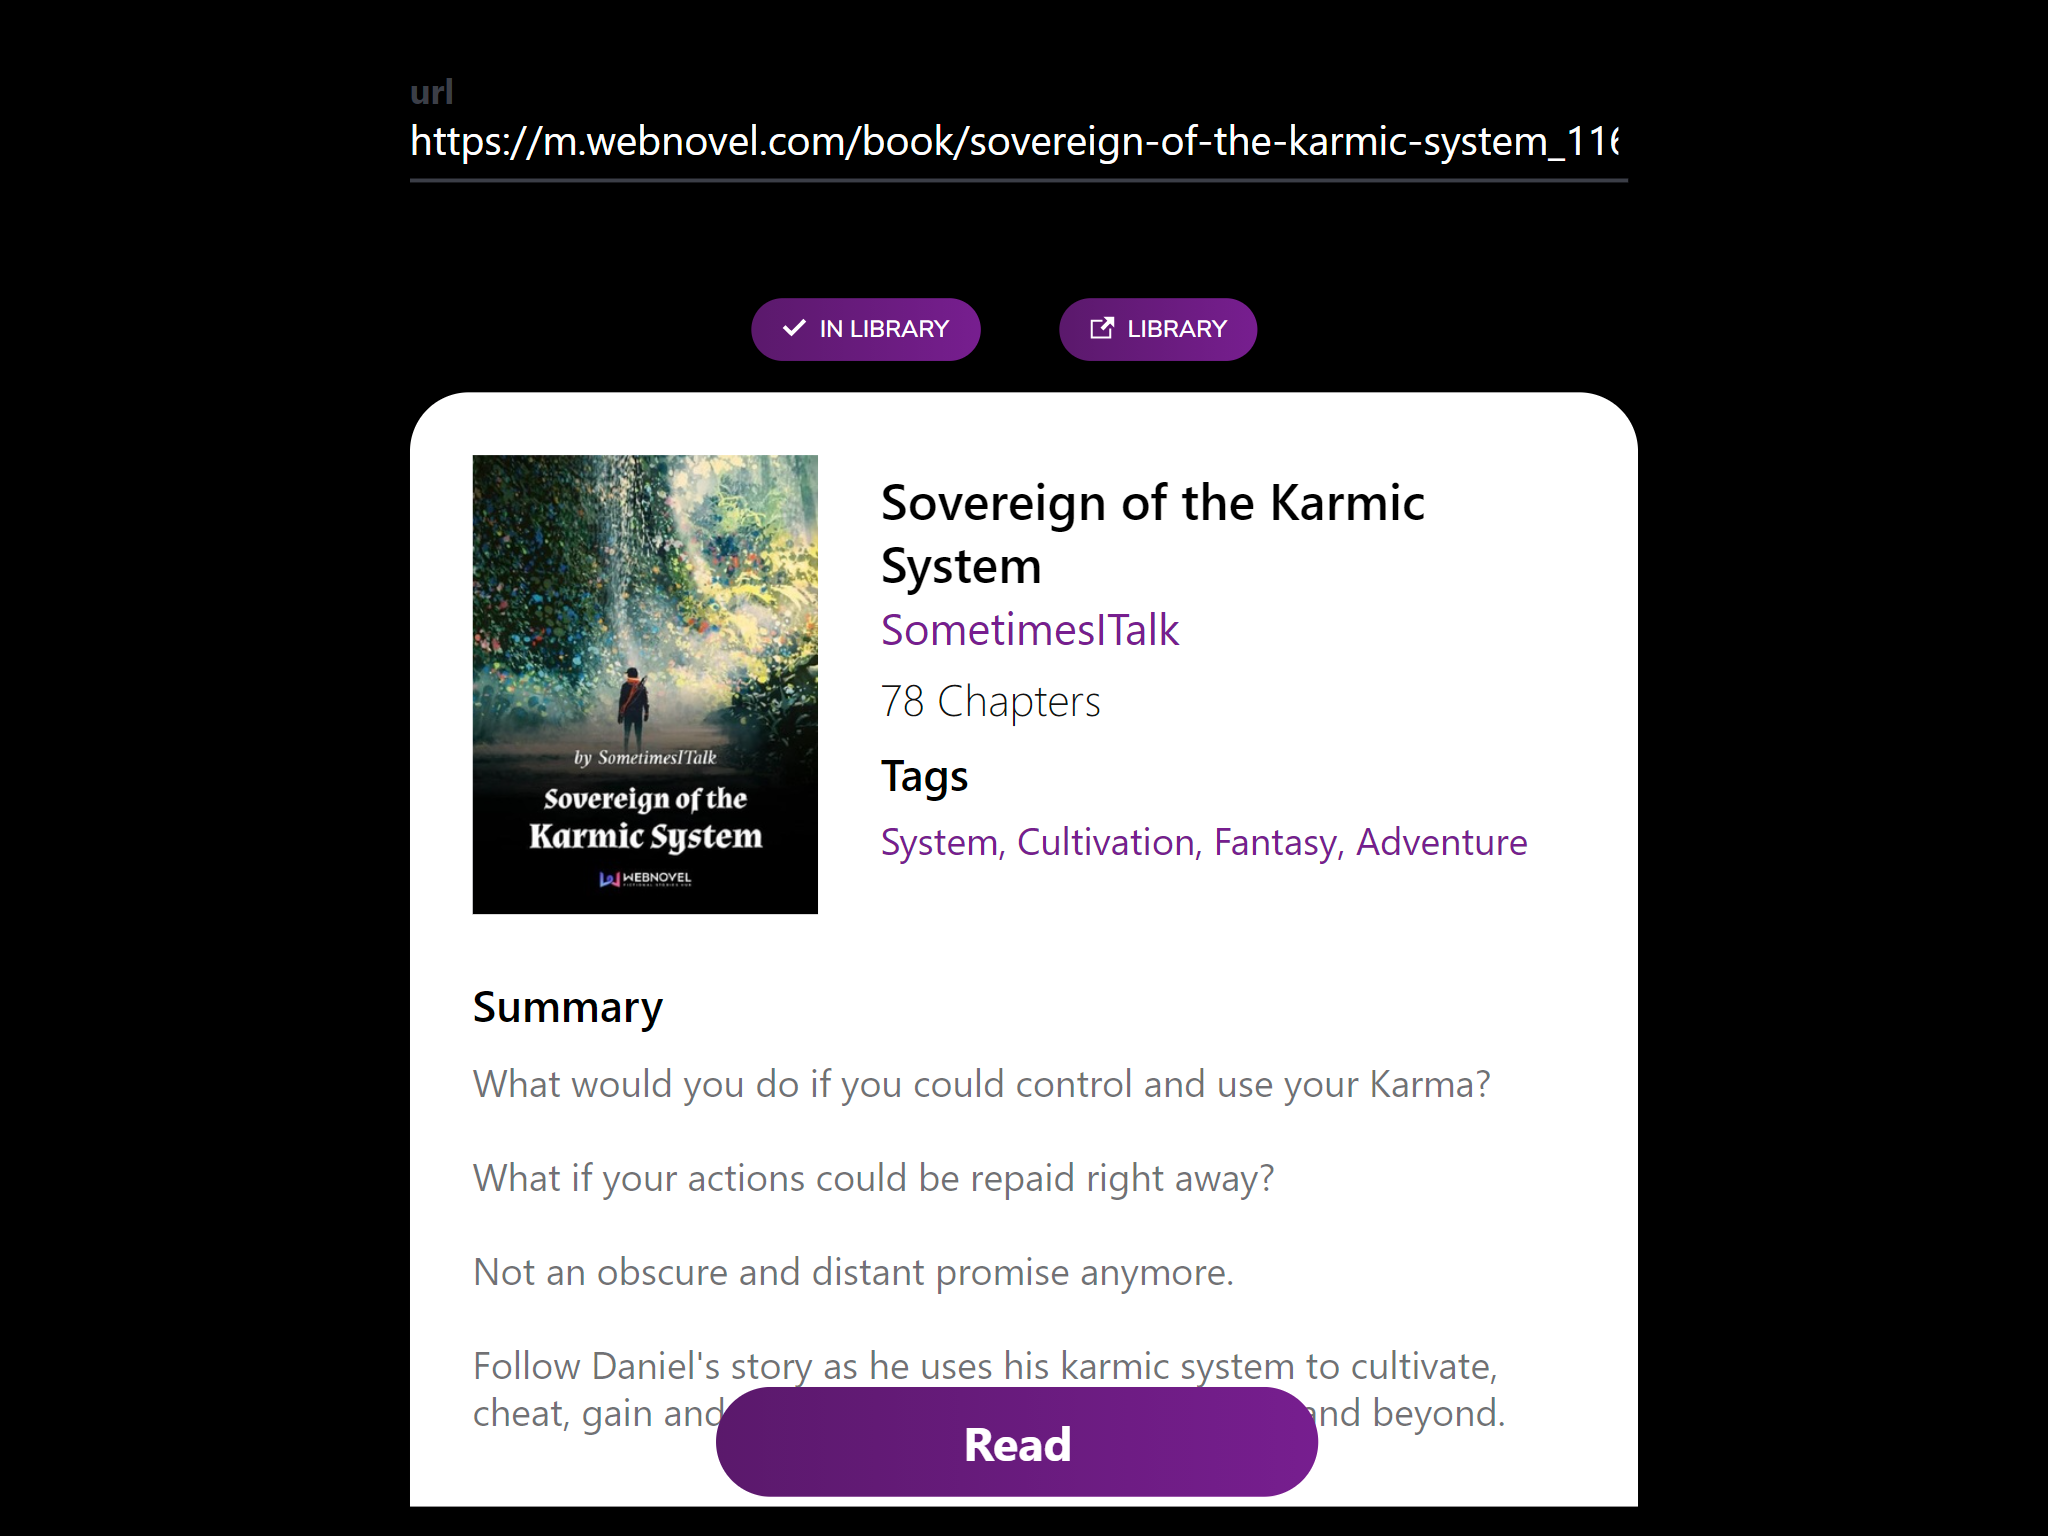 url
https://m.webnovel.com/book/sovereign-of-the-karmic-system_116
IN LIBRARY
LIBRARY
by SometimesITalk
Sovereign of the
Karmic System
WEBNOVEL
Sovereign of the Karmic
System
SometimesITalk
78 Chapters
Tags
System, Cultivation, Fantasy, Adventure
Summary
What would you do if you could control and use your Karma?
What if your actions could be repaid right away?
Not an obscure and distant promise anymore.
Follow Daniel's story as he uses his karmic system to cultivate,
cheat, gain and and beyond.
Read